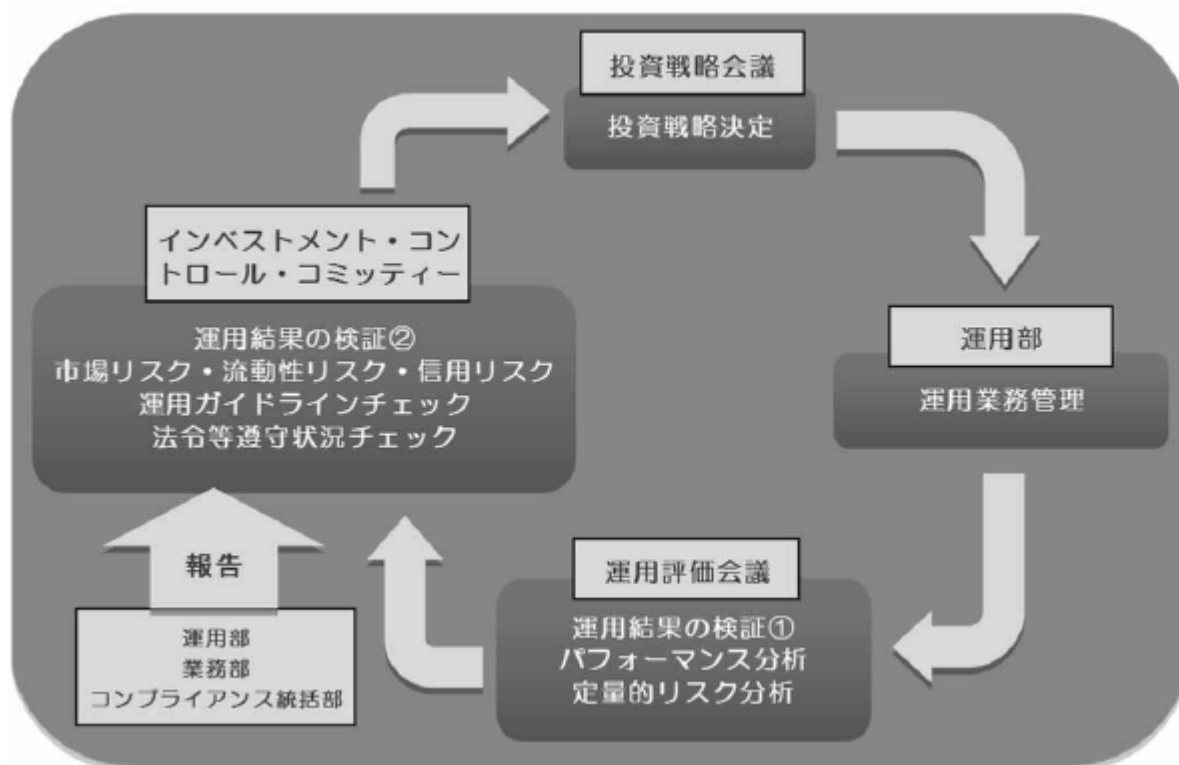 投資戦略会議
投資戦略決定
運用部
運用業務管理
運用評価会議
運用結果の検証①
パフォーマンス分析
定量的リスク分析
インベストメント・コン
トロール・コミッティー
運用結果の検証②
市場リスク・流動性リスク・信用リスク
運用ガイドラインチェック
法令等遵守状況チェック
報告
運用部
業務部
コンプライアンス統括部